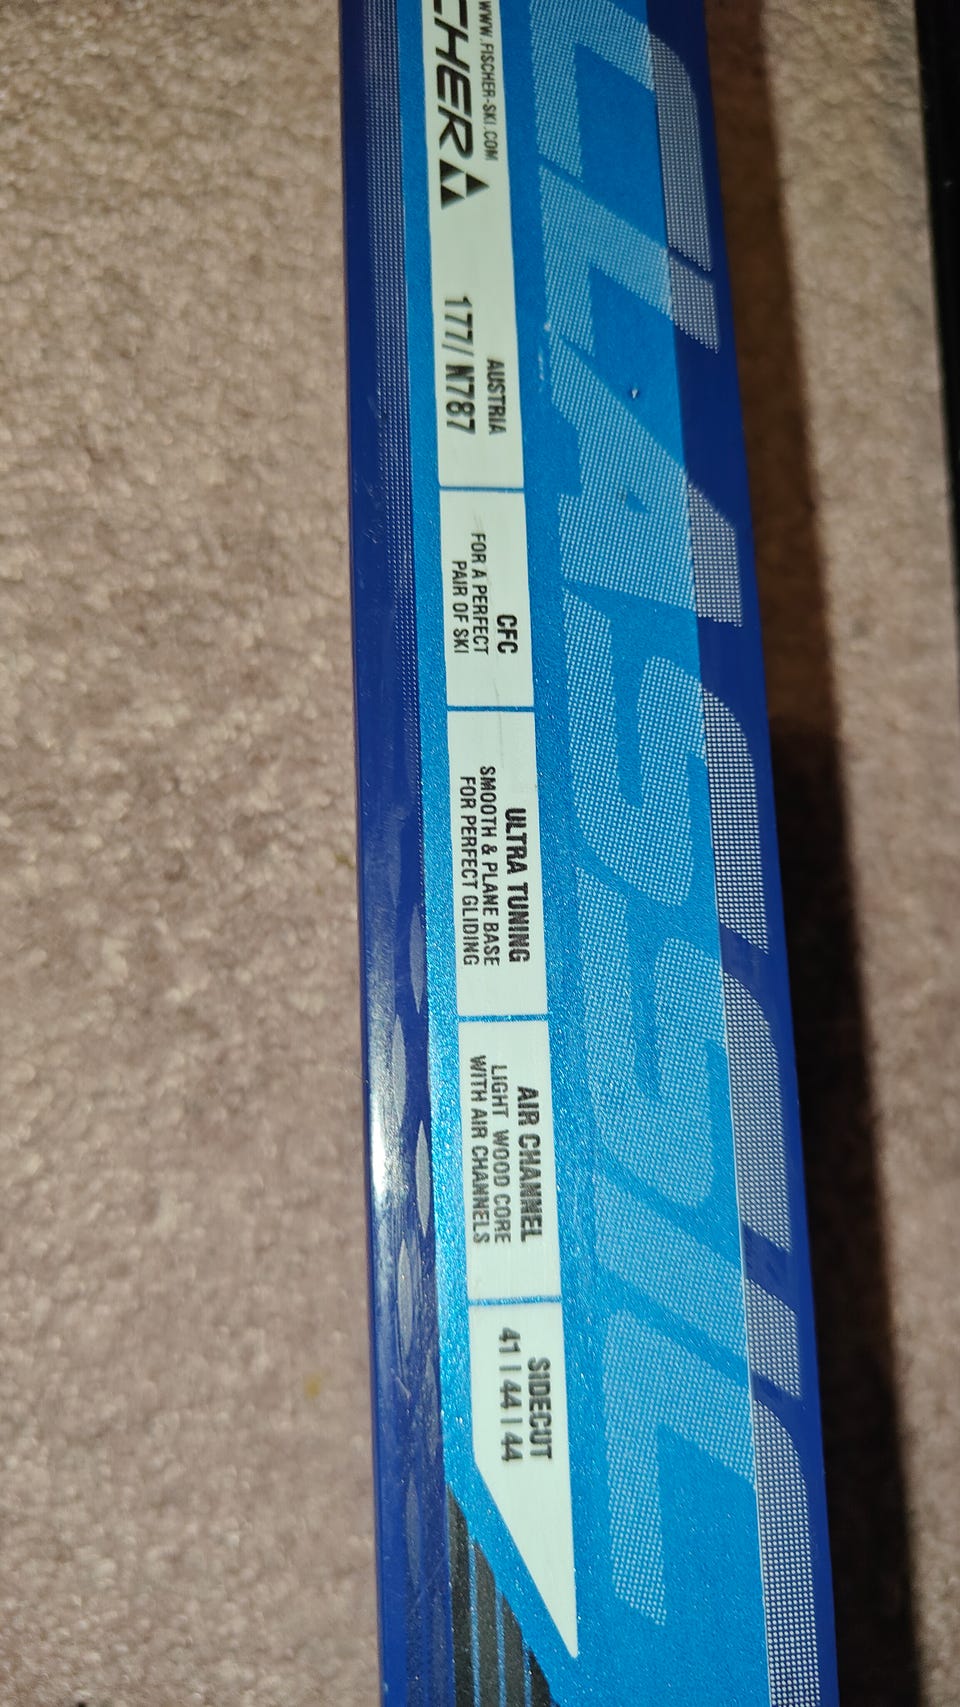 WWW.FISCHER-SKI.COM
CHER
AUSTRIA
177/ N787
CFC
FOR A PERFECT
PAIR OF SKI
ULTRA TUNING
SMOOTH & PLANE BASE
FOR PERFECT GLIDING
AIR CHANNEL
LIGHT WOOD CORE
WITH AIR CHANNELS
SIDECUT
41 | 44 | 44
CLASSIC